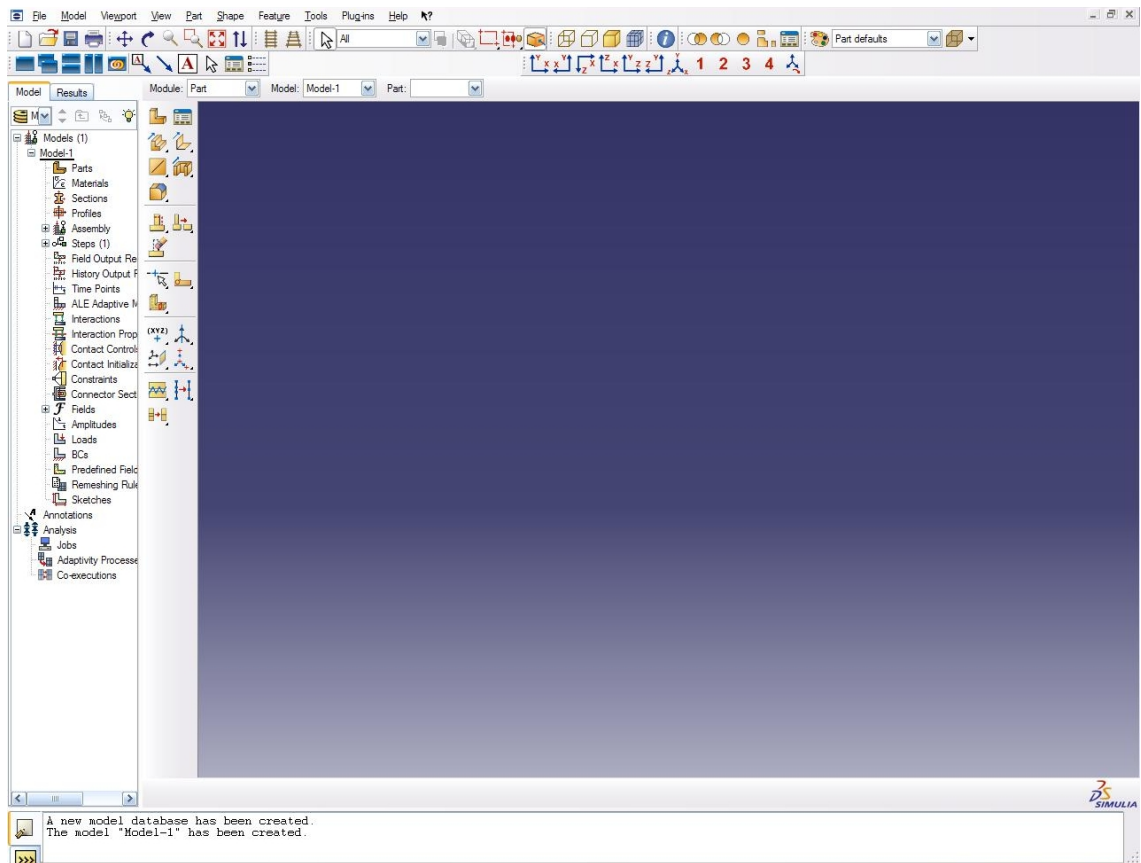 File Model Viewport View Part Shape Feature Tools Plug-ins Help
All Part defaults
A A 1 2 3 4
Model Results Module: Part Model: Model-1 Part:
M
Models (1)
Model-1
Parts
Materials
Sections
Profiles
Assembly
Steps (1)
Field Output Re
History Output F
Time Points
ALE Adaptive M
Interactions
Interaction Prop
Contact Controls
Contact Initializa
Constraints
Connector Sect
Fields
Amplitudes
Loads
BCs
Predefined Field
Remeshing Rule
Sketches
Annotations
Analysis
Jobs
Adaptivity Processe
Co-executions
(XYZ)
SIMULIA
A new model database has been created.
The model "Model-1" has been created.
>>>